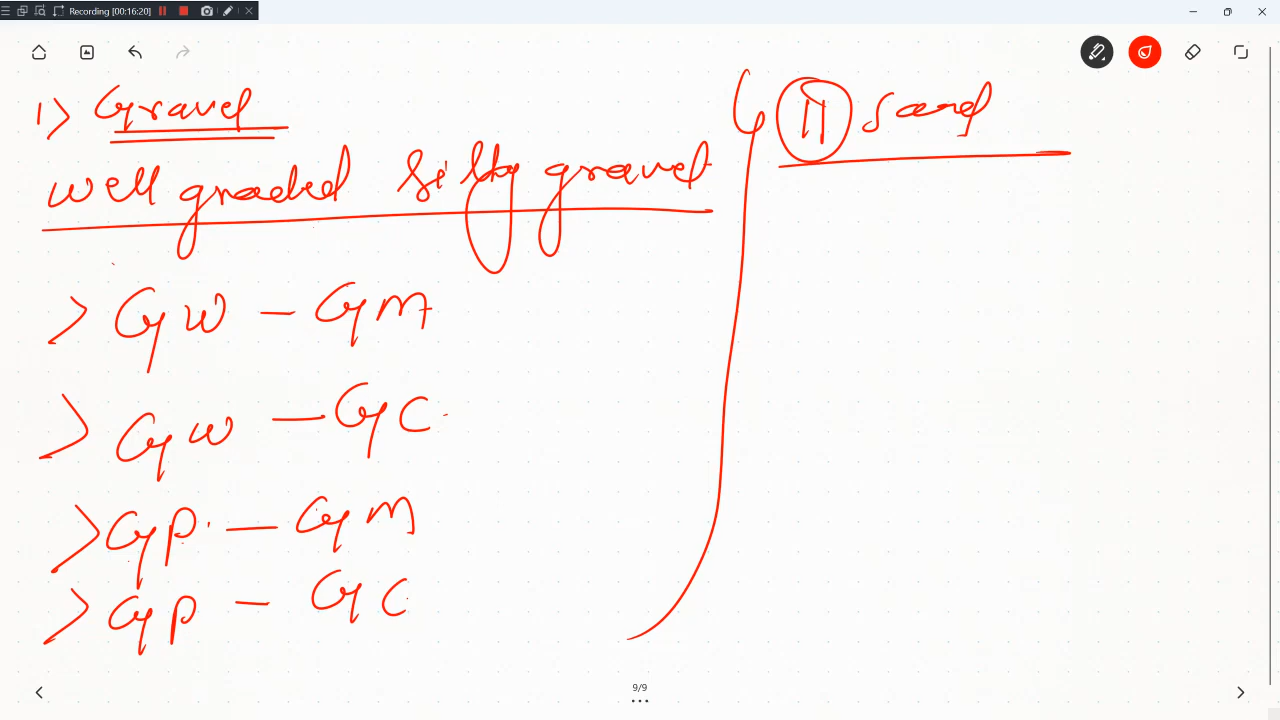 Recording [00:16:20]
1> Gravel
well graded silty gravel
> GW - GM
> GW - GC
> GP - GM
> GP - GC
II sand
9/9